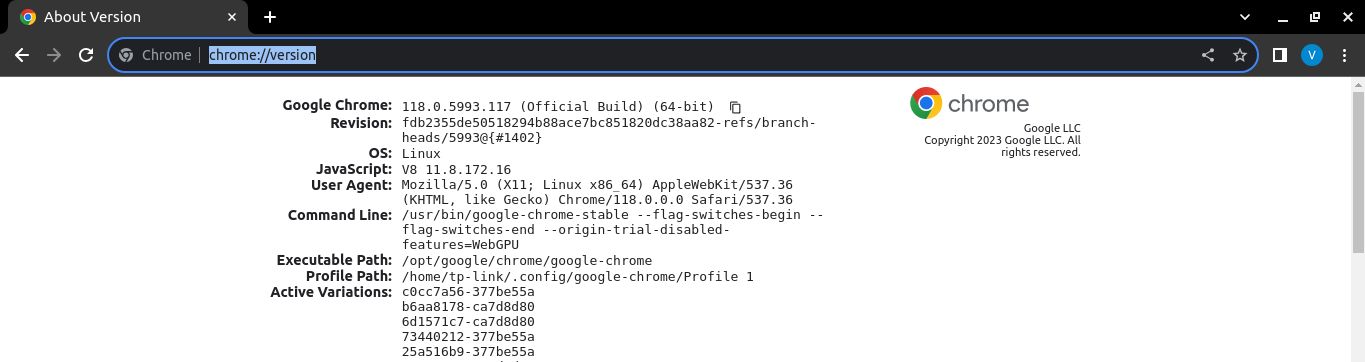 About Version
Chrome | chrome://version
V
Google Chrome: 118.0.5993.117 (Official Build) (64-bit)
chrome
Revision: fdb2355de50518294b88ace7bc851820dc38aa82-refs/branch-
heads/5993@{#1402}
Google LLC
Copyright 2023 Google LLC. All
rights reserved.
OS: Linux
JavaScript: V8 11.8.172.16
User Agent: Mozilla/5.0 (X11; Linux x86_64) AppleWebKit/537.36
(KHTML, like Gecko) Chrome/118.0.0.0 Safari/537.36
Command Line: /usr/bin/google-chrome-stable --flag-switches-begin --
flag-switches-end --origin-trial-disabled-
features=WebGPU
Executable Path: /opt/google/chrome/google-chrome
Profile Path: /home/tp-link/.config/google-chrome/Profile 1
Active Variations: c0cc7a56-377be55a
b6aa8178-ca7d8d80
6d1571c7-ca7d8d80
73440212-377be55a
25a516b9-377be55a